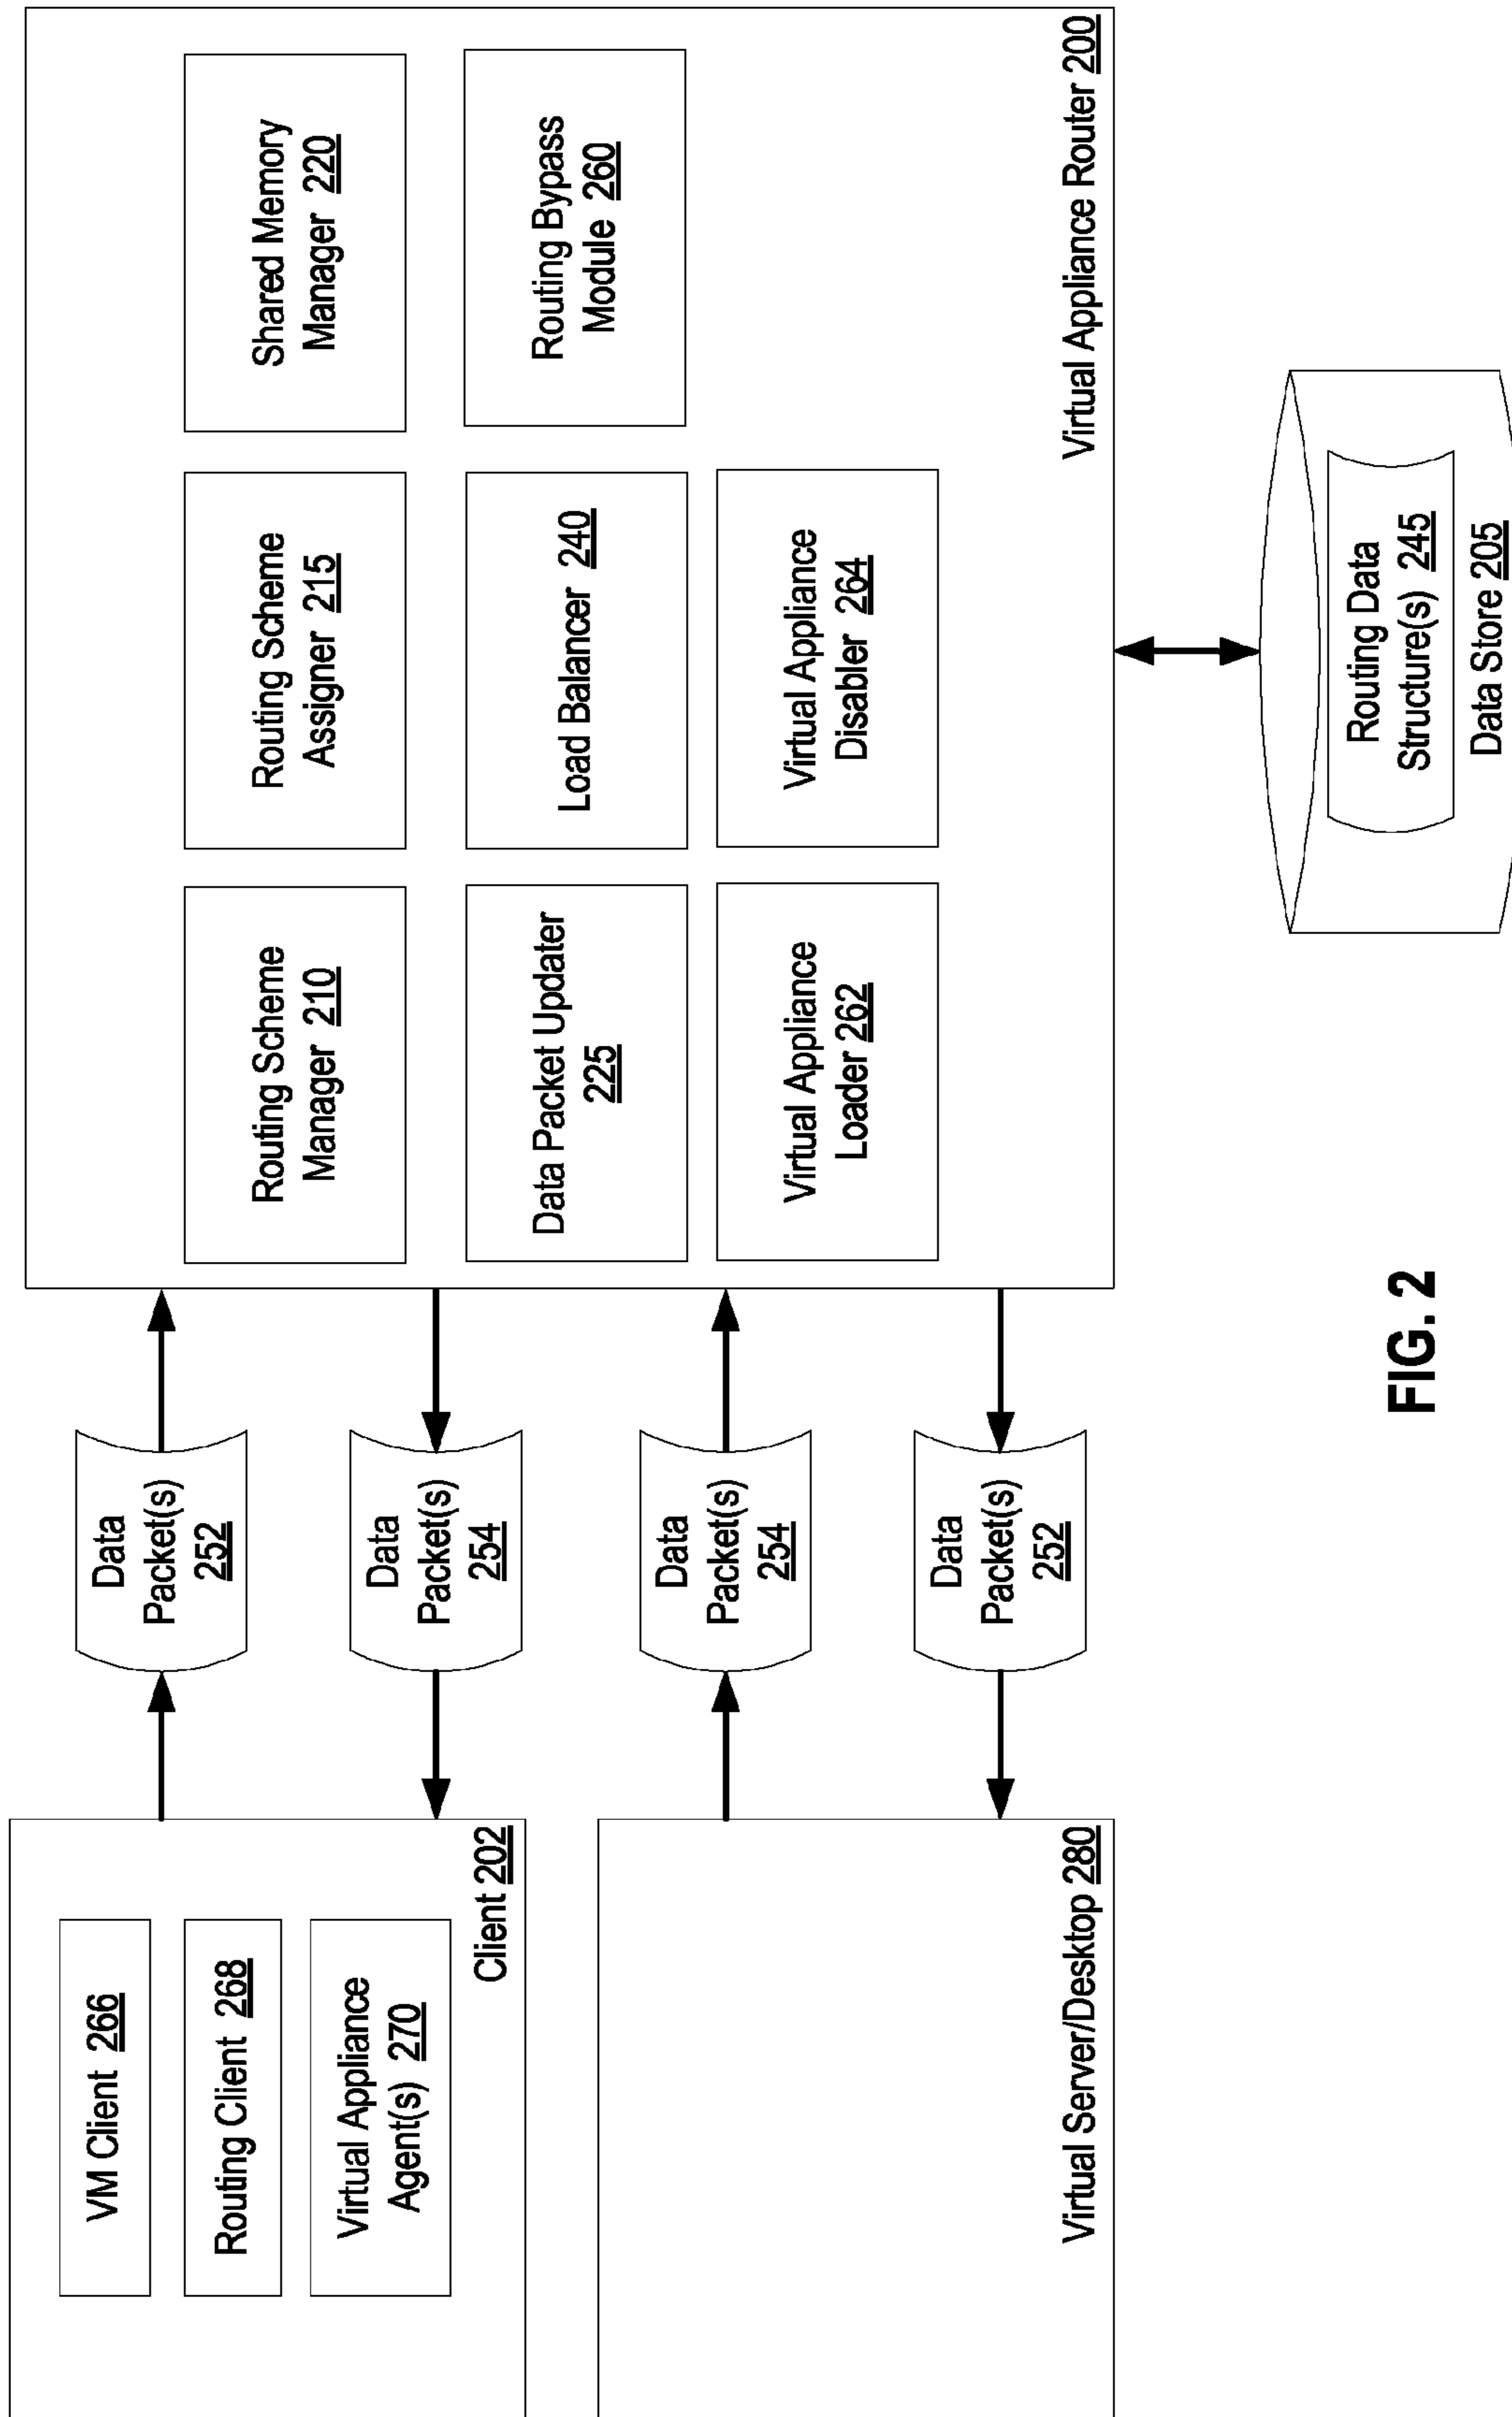 VM Client 266
Routing Client 268
Virtual Appliance
Agent(s) 270
Client 202
Virtual Server/Desktop 280
Data
Packet(s)
252
Data
Packet(s)
254
Data
Packet(s)
254
Data
Packet(s)
252
Routing Scheme
Manager 210
Routing Scheme
Assigner 215
Shared Memory
Manager 220
Data Packet Updater
225
Load Balancer 240
Routing Bypass
Module 260
Virtual Appliance
Loader 262
Virtual Appliance
Disabler 264
Virtual Appliance Router 200
Routing Data
Structure(s) 245
Data Store 205
FIG. 2